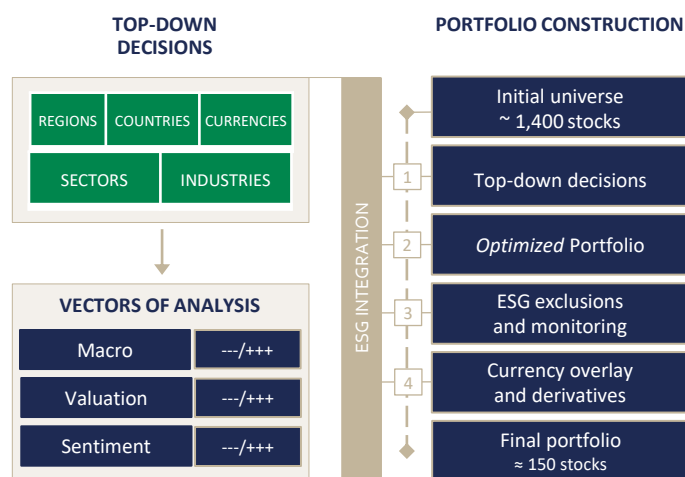 TOP-DOWN
DECISIONS
REGIONS
COUNTRIES
CURRENCIES
SECTORS
INDUSTRIES
VECTORS OF ANALYSIS
Macro
---/+++
Valuation
---/+++
Sentiment
---/+++
ESG INTEGRATION
PORTFOLIO CONSTRUCTION
Initial universe
~ 1,400 stocks
1
Top-down decisions
2
Optimized Portfolio
3
ESG exclusions
and monitoring
4
Currency overlay
and derivatives
Final portfolio
≈ 150 stocks